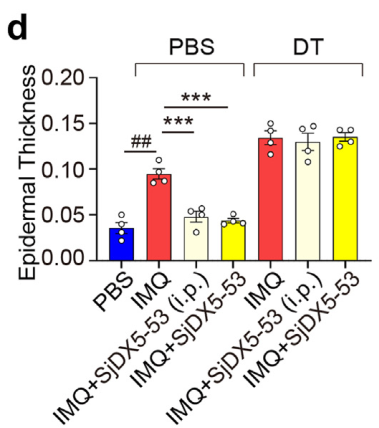 d
PBS DT
Epidermal Thickness
0.20
0.15
0.10
0.05
0.00
##
***
***
PBS
IMQ
IMQ+SjDX5-53 (i.p.)
IMQ+SjDX5-53
IMQ
IMQ+SjDX5-53 (i.p.)
IMQ+SjDX5-53